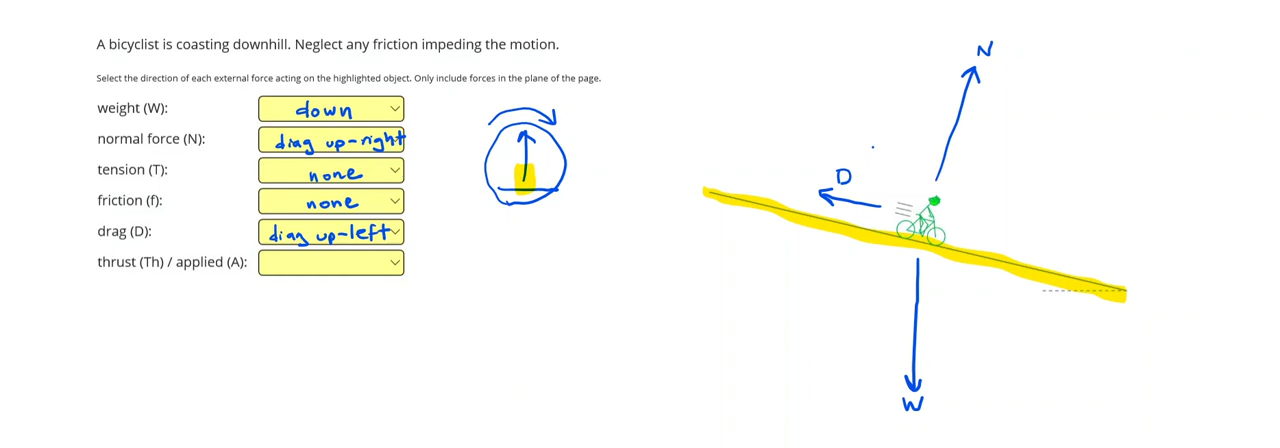 A bicyclist is coasting downhill. Neglect any friction impeding the motion.
Select the direction of each external force acting on the highlighted object. Only include forces in the plane of the page.
weight (W): down
normal force (N): diag up-right
tension (T): none
friction (f): none
drag (D): diag up-left
thrust (Th) / applied (A):
N
D
W